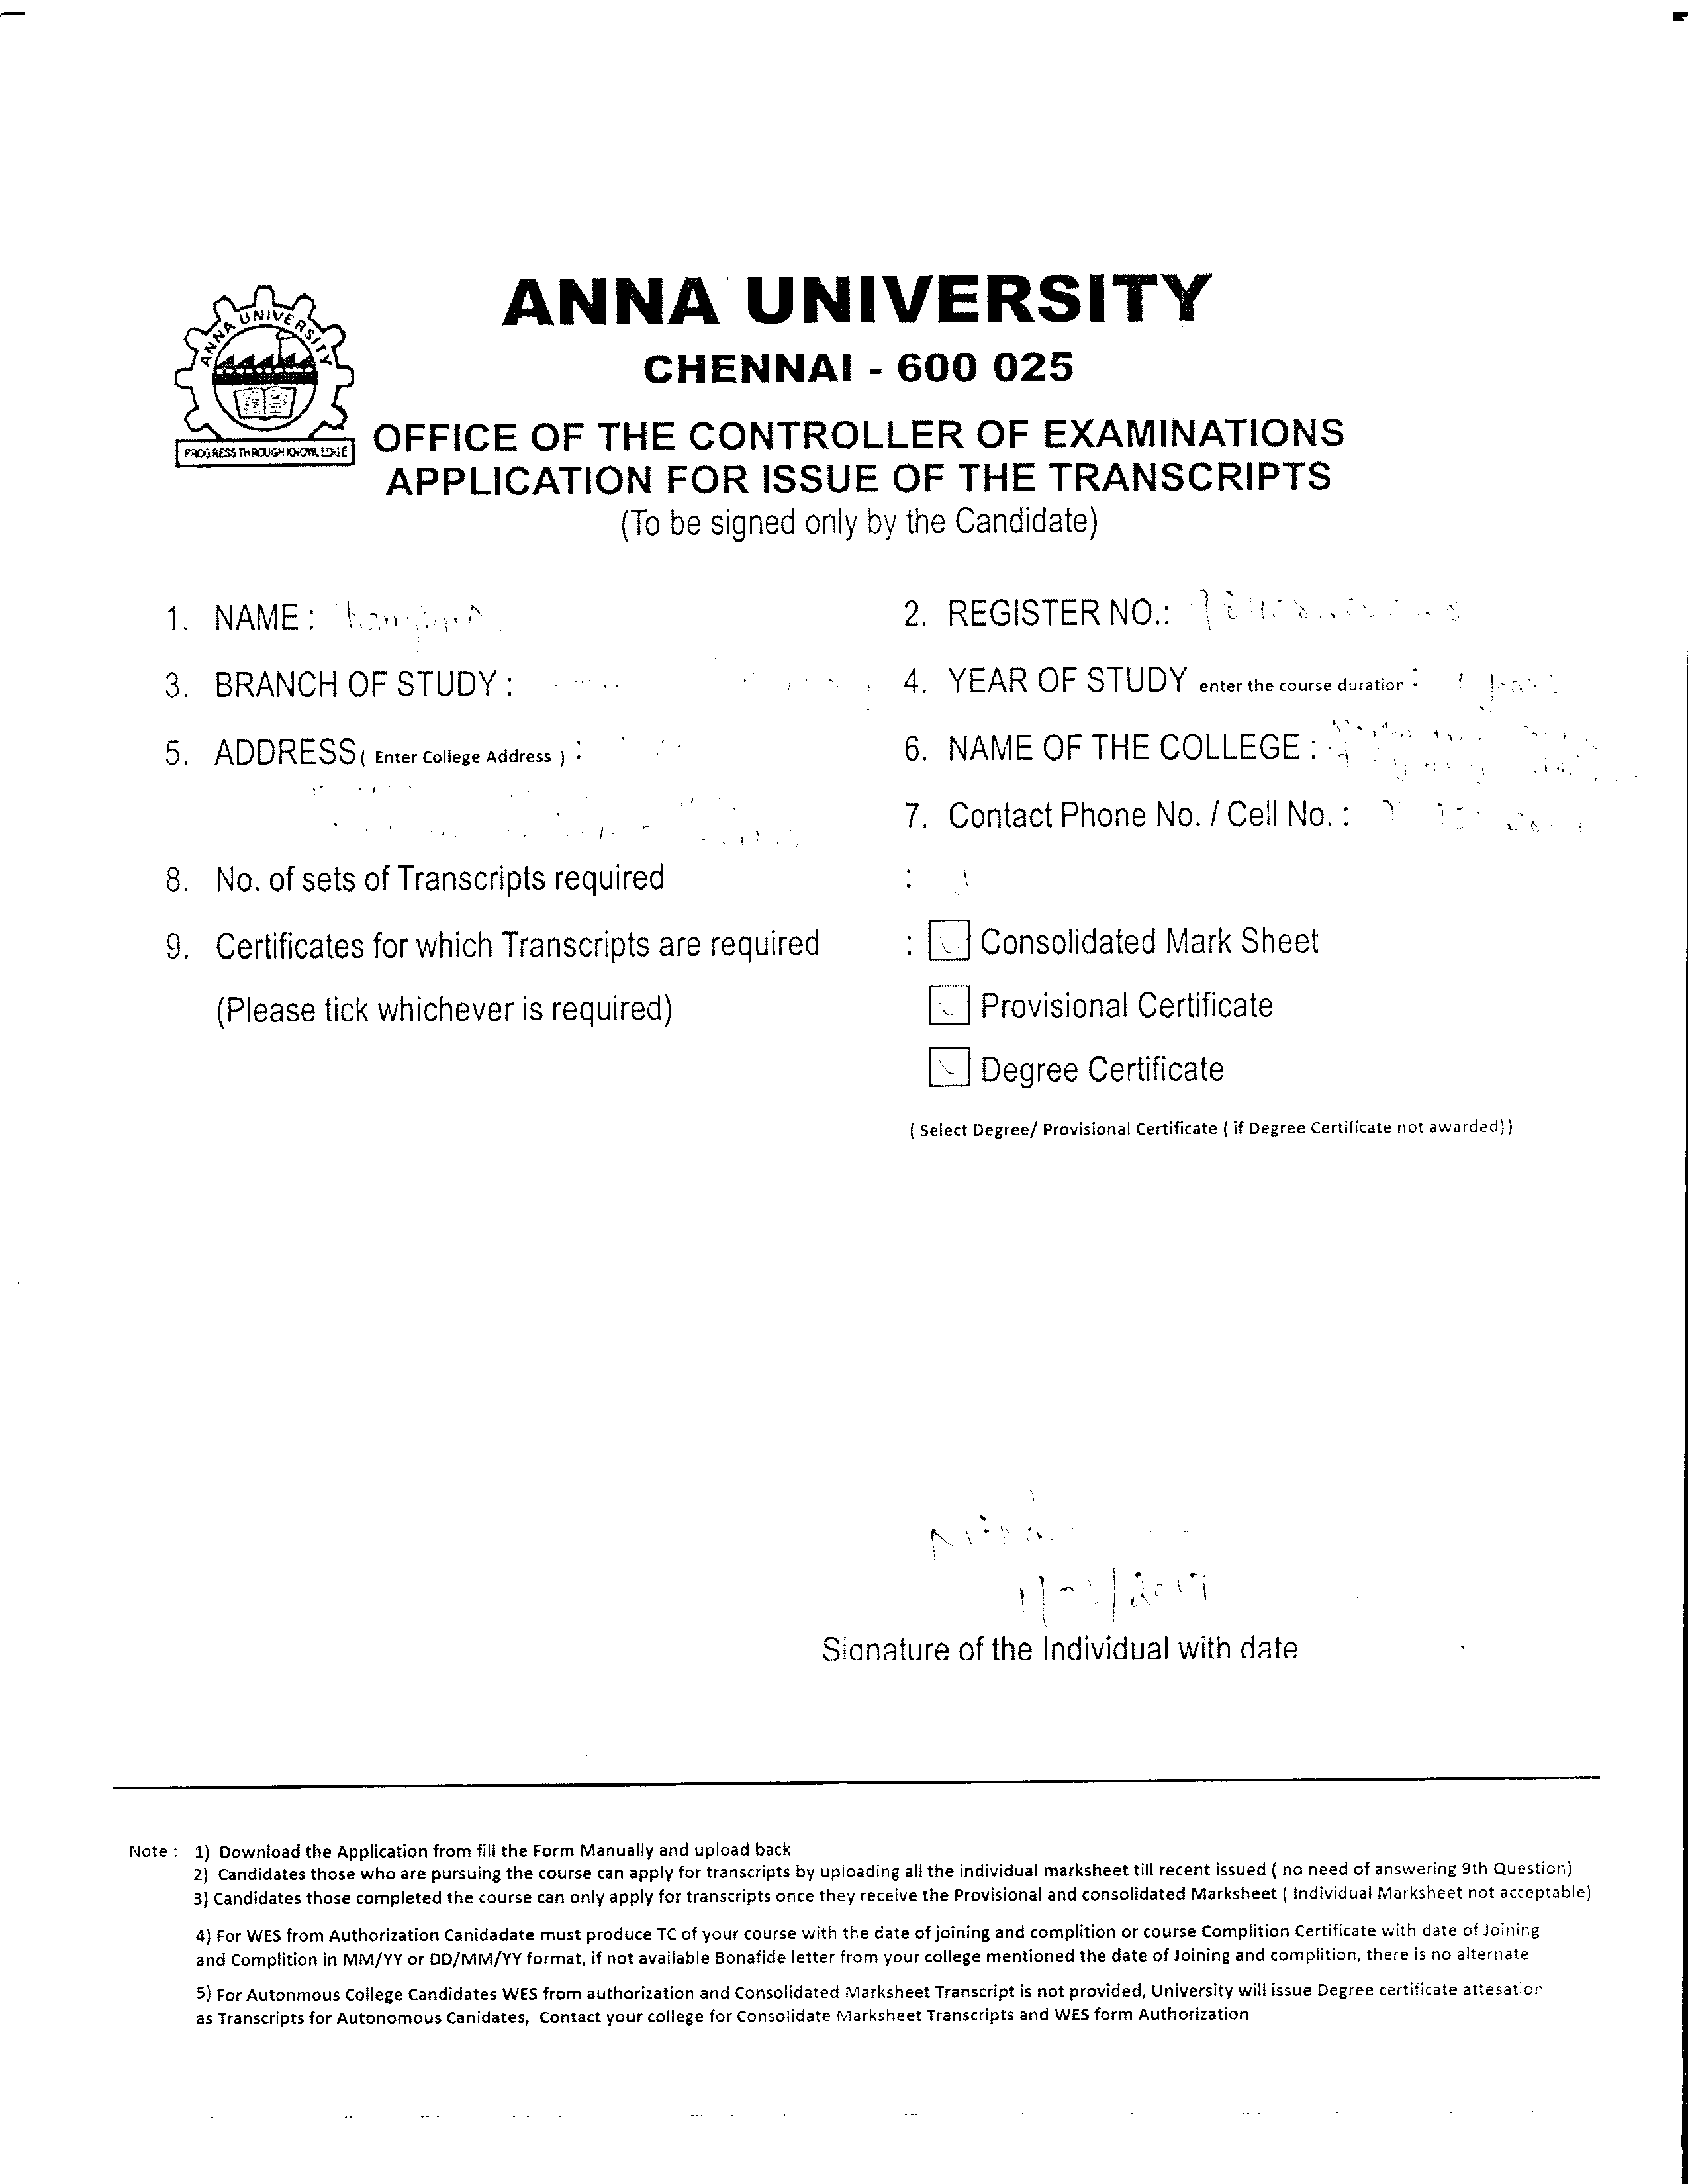 ANNA UNIVERSITY
CHENNAI - 600 025
ANNA UNIVERSITY
PROGRESS THROUGH KNOWLEDGE
OFFICE OF THE CONTROLLER OF EXAMINATIONS
APPLICATION FOR ISSUE OF THE TRANSCRIPTS
(To be signed only by the Candidate)
1. NAME :
2. REGISTER NO.:
3. BRANCH OF STUDY :
4. YEAR OF STUDY enter the course duration :
5. ADDRESS ( Enter College Address ) :
6. NAME OF THE COLLEGE :
7. Contact Phone No. / Cell No. :
8. No. of sets of Transcripts required :
9. Certificates for which Transcripts are required : Consolidated Mark Sheet
(Please tick whichever is required) Provisional Certificate
Degree Certificate
( Select Degree/ Provisional Certificate ( if Degree Certificate not awarded))
Signature of the Individual with date
Note : 1) Download the Application from fill the Form Manually and upload back
2) Candidates those who are pursuing the course can apply for transcripts by uploading all the individual marksheet till recent issued ( no need of answering 9th Question)
3) Candidates those completed the course can only apply for transcripts once they receive the Provisional and consolidated Marksheet ( Individual Marksheet not acceptable)
4) For WES from Authorization Canidadate must produce TC of your course with the date of joining and complition or course Complition Certificate with date of Joining
and Complition in MM/YY or DD/MM/YY format, if not available Bonafide letter from your college mentioned the date of Joining and complition, there is no alternate
5) For Autonmous College Candidates WES from authorization and Consolidated Marksheet Transcript is not provided, University will issue Degree certificate attesation
as Transcripts for Autonomous Canidates, Contact your college for Consolidate Marksheet Transcripts and WES form Authorization